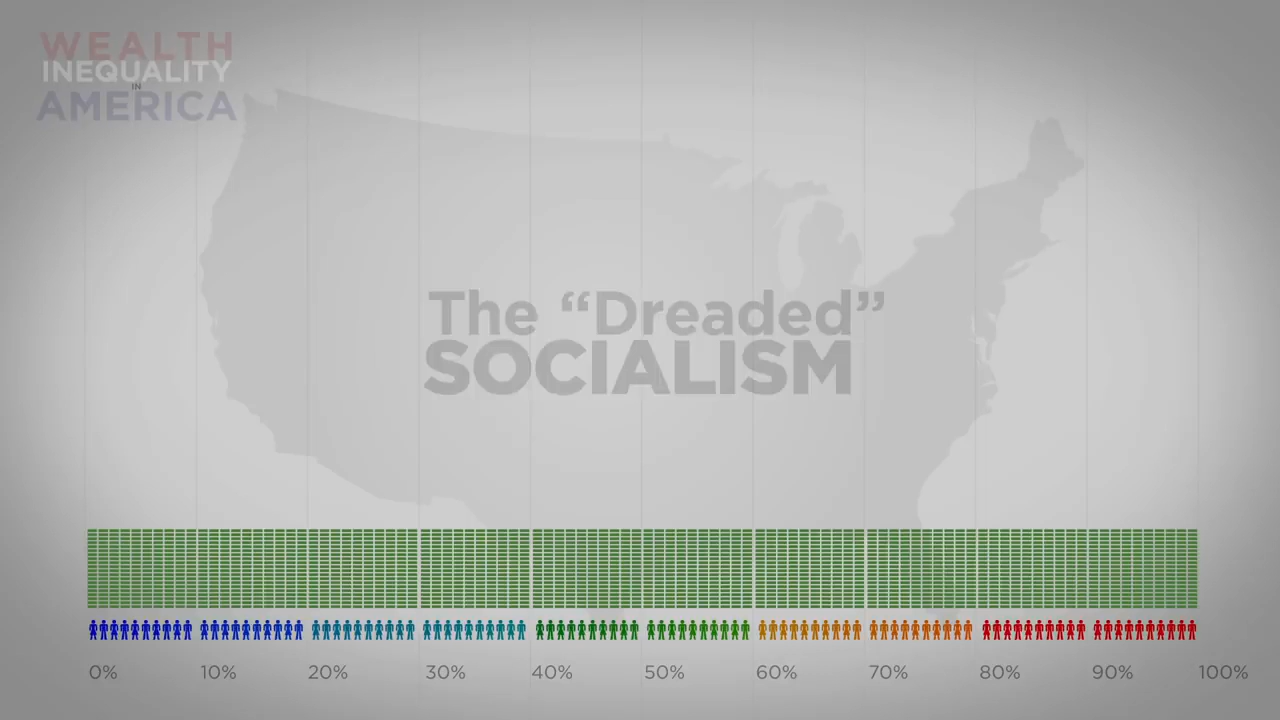 WEALTH
INEQUALITY
IN
AMERICA
The “Dreaded”
SOCIALISM
0% 10% 20% 30% 40% 50% 60% 70% 80% 90% 100%